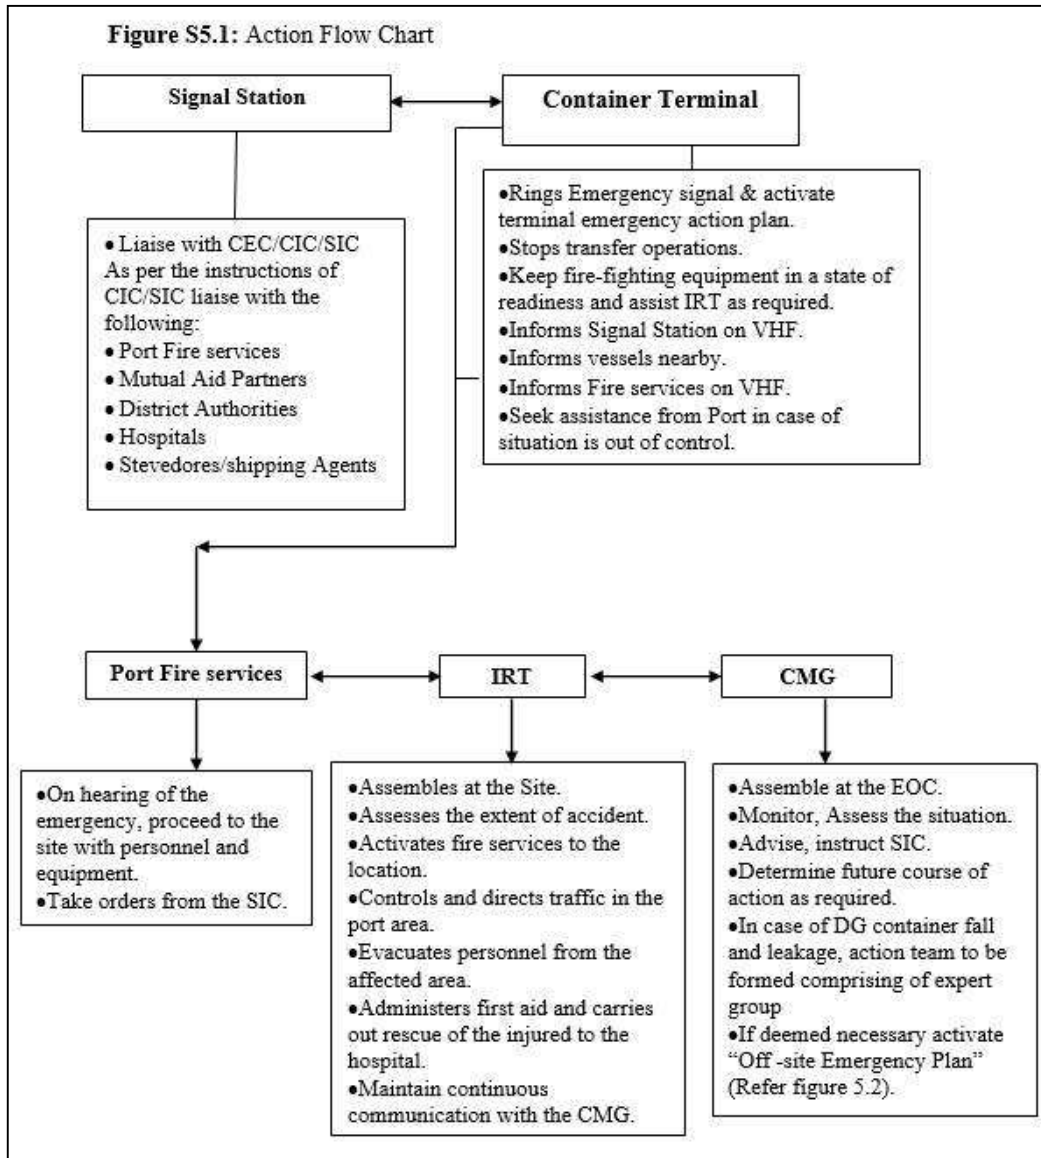 Figure S5.1: Action Flow Chart
Signal Station
Container Terminal
• Liaise with CEC/CIC/SIC
As per the instructions of
CIC/SIC liaise with the
following:
• Port Fire services
• Mutual Aid Partners
• District Authorities
• Hospitals
• Stevedores/shipping Agents
•Rings Emergency signal & activate
terminal emergency action plan.
•Stops transfer operations.
•Keep fire-fighting equipment in a state of
readiness and assist IRT as required.
•Informs Signal Station on VHF.
•Informs vessels nearby.
•Informs Fire services on VHF.
•Seek assistance from Port in case of
situation is out of control.
Port Fire services
IRT
CMG
•On hearing of the
emergency, proceed to the
site with personnel and
equipment.
•Take orders from the SIC.
•Assembles at the Site.
•Assesses the extent of accident.
•Activates fire services to the
location.
•Controls and directs traffic in the
port area.
•Evacuates personnel from the
affected area.
•Administers first aid and carries
out rescue of the injured to the
hospital.
•Maintain continuous
communication with the CMG.
•Assemble at the EOC.
•Monitor, Assess the situation.
•Advise, instruct SIC.
•Determine future course of
action as required.
•In case of DG container fall
and leakage, action team to be
formed comprising of expert
group
•If deemed necessary activate
“Off -site Emergency Plan”
(Refer figure 5.2).